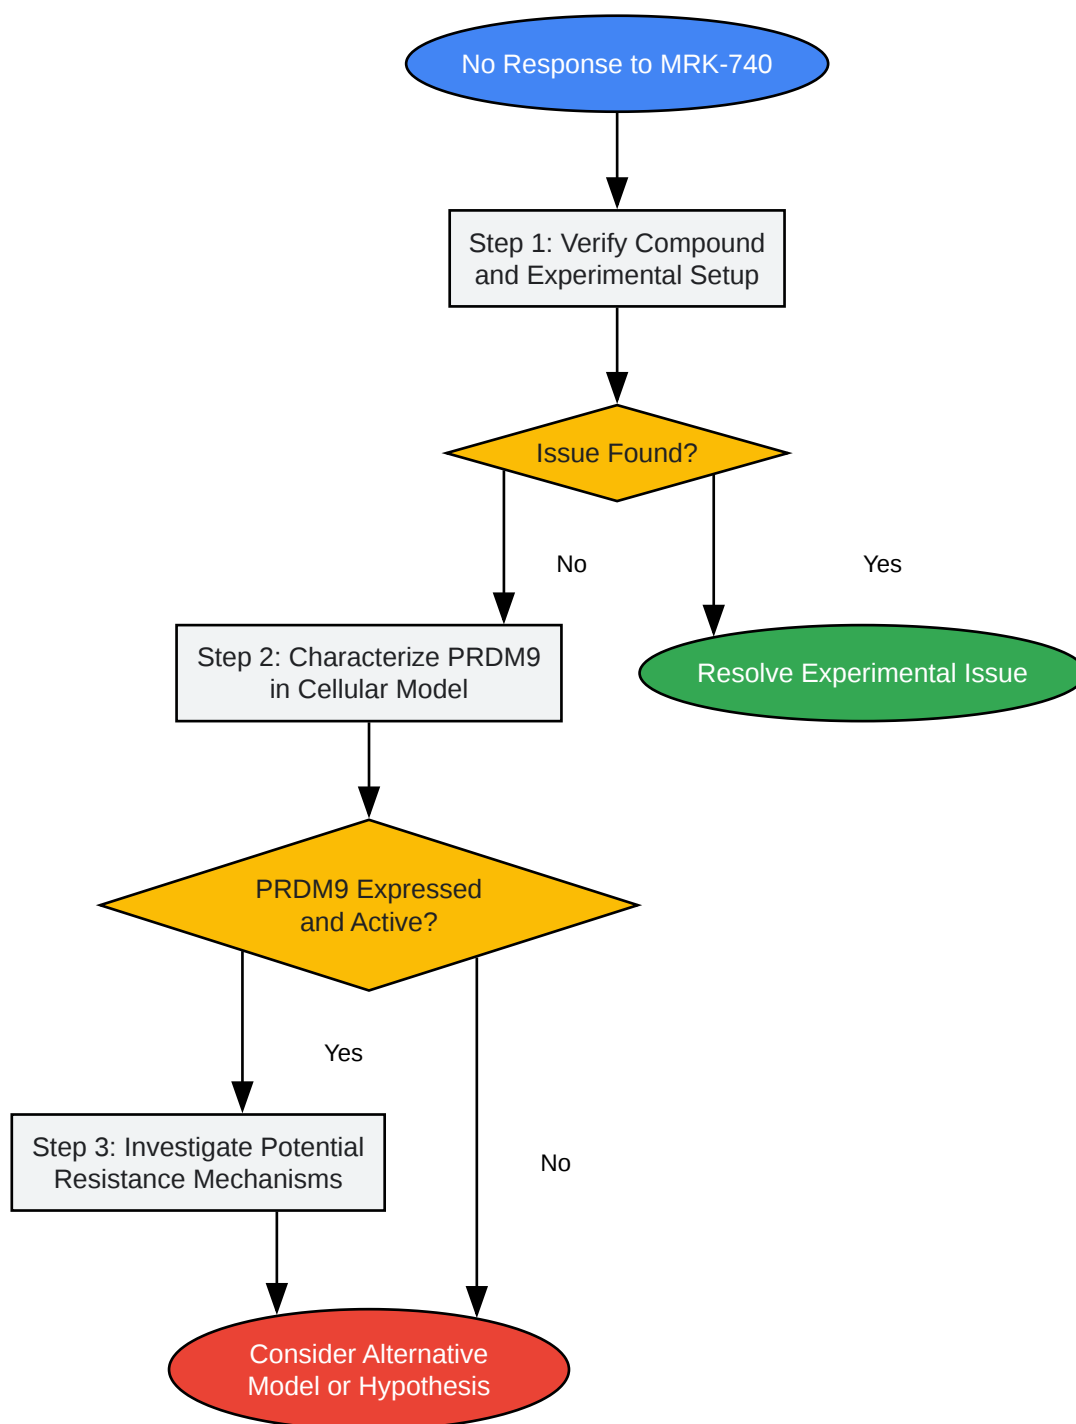 No Response to MRK-740
Step 1: Verify Compound
and Experimental Setup
Issue Found?
No
Yes
Step 2: Characterize PRDM9
in Cellular Model
Resolve Experimental Issue
PRDM9 Expressed
and Active?
Yes
Step 3: Investigate Potential
Resistance Mechanisms
No
Consider Alternative
Model or Hypothesis